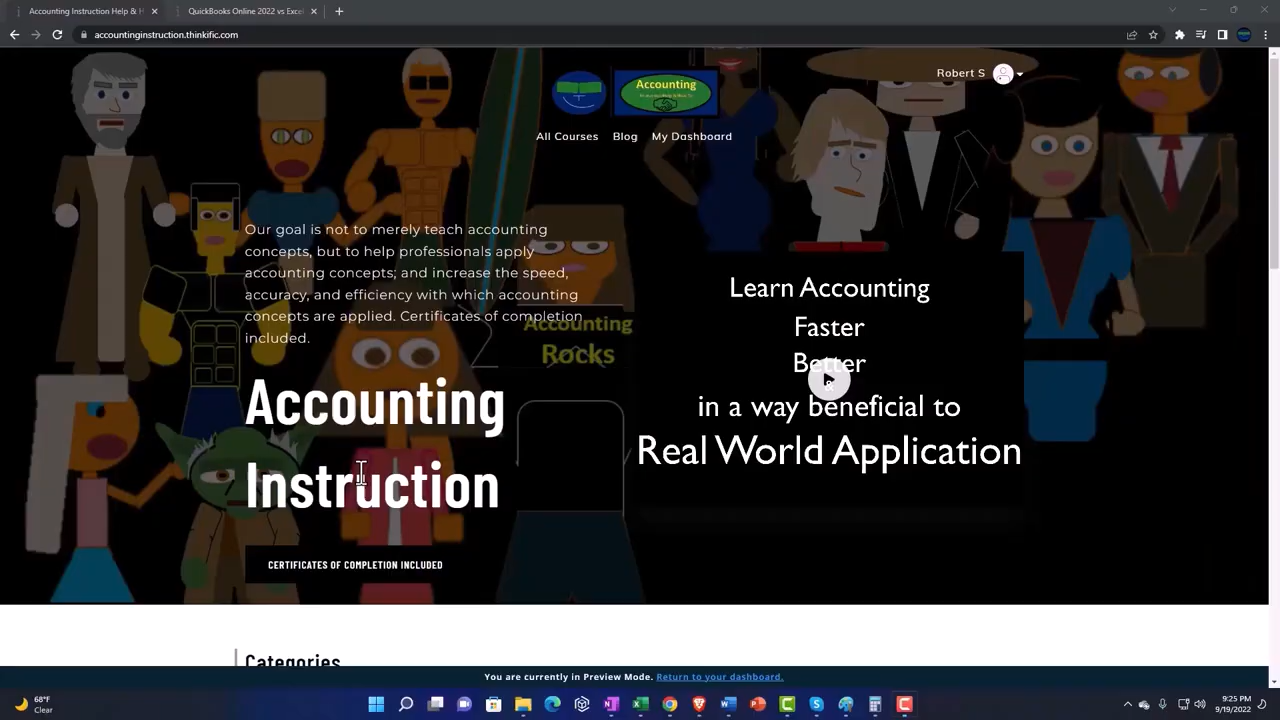 Accounting Instruction Help & H
QuickBooks Online 2022 vs Excel
accountinginstruction.thinkific.com
Robert S
Accounting
All Courses
Blog
My Dashboard
Our goal is not to merely teach accounting
concepts, but to help professionals apply
accounting concepts; and increase the speed,
accuracy, and efficiency with which accounting
concepts are applied. Certificates of completion
included.
Accounting
Rocks
Learn Accounting
Faster
Better
&
in a way beneficial to
Real World Application
Accounting
Instruction
CERTIFICATES OF COMPLETION INCLUDED
Categories
You are currently in Preview Mode. Return to your dashboard.
68°F
Clear
9:25 PM
9/19/2022